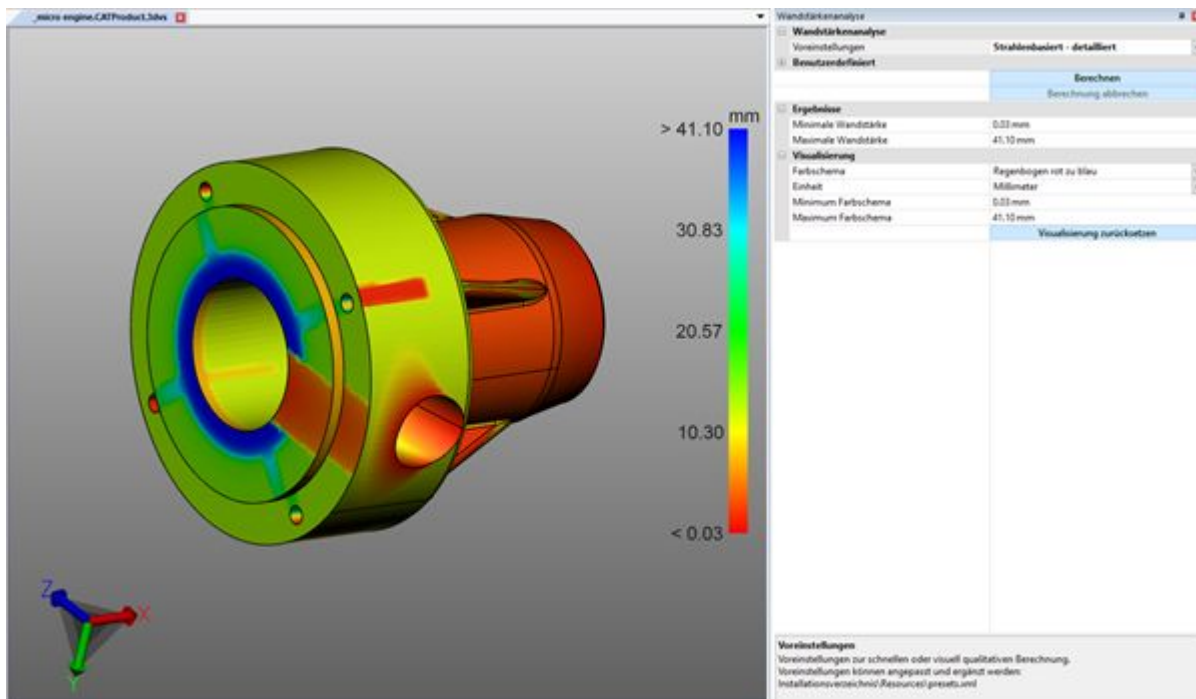 _micro engine.CATProduct.3dvs
mm
> 41.10
30.83
20.57
10.30
< 0.03
Z
X
Y
Wandstärkenanalyse
Wandstärkenanalyse
Voreinstellungen Strahlenbasiert - detailliert
Benutzerdefiniert
Berechnen
Berechnung abbrechen
Ergebnisse
Minimale Wandstärke 0.03 mm
Maximale Wandstärke 41.10 mm
Visualisierung
Farbschema Regenbogen rot zu blau
Einheit Millimeter
Minimum Farbschema 0.03 mm
Maximum Farbschema 41.10 mm
Visualisierung zurücksetzen
Voreinstellungen
Voreinstellungen zur schnellen oder visuell qualitativen Berechnung.
Voreinstellungen können angepasst und ergänzt werden:
Installationsverzeichnis\Resources\presets.xml